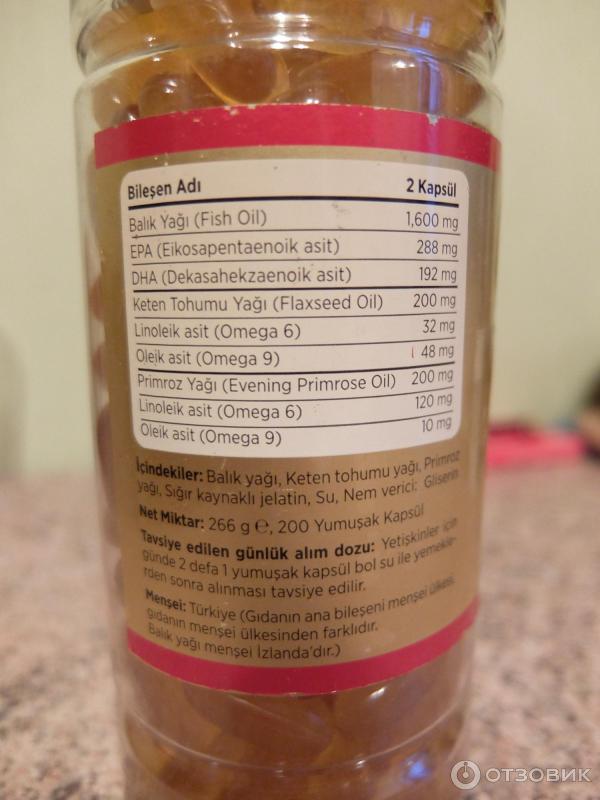 Bileşen Adı 2 Kapsül
Balık Yağı (Fish Oil) 1,600 mg
EPA (Eikosapentaenoik asit) 288 mg
DHA (Dekasahekzaenoik asit) 192 mg
Keten Tohumu Yağı (Flaxseed Oil) 200 mg
Linoleik asit (Omega 6) 32 mg
Oleik asit (Omega 9) 48 mg
Primroz Yağı (Evening Primrose Oil) 200 mg
Linoleik asit (Omega 6) 120 mg
Oleik asit (Omega 9) 10 mg
İçindekiler: Balık yağı, Keten tohumu yağı, Primroz
yağı, Sığır kaynaklı jelatin, Su, Nem verici: Gliserin
Net Miktar: 266 g ℮, 200 Yumuşak Kapsül
Tavsiye edilen günlük alım dozu: Yetişkinler için
günde 2 defa 1 yumuşak kapsül bol su ile yemekle-
rden sonra alınması tavsiye edilir.
Menşei: Türkiye (Gıdanın ana bileşeni menşei ülkesi,
gıdanın menşei ülkesinden farklıdır.
Balık yağı menşei İzlanda'dır.)
ОТЗОВИК